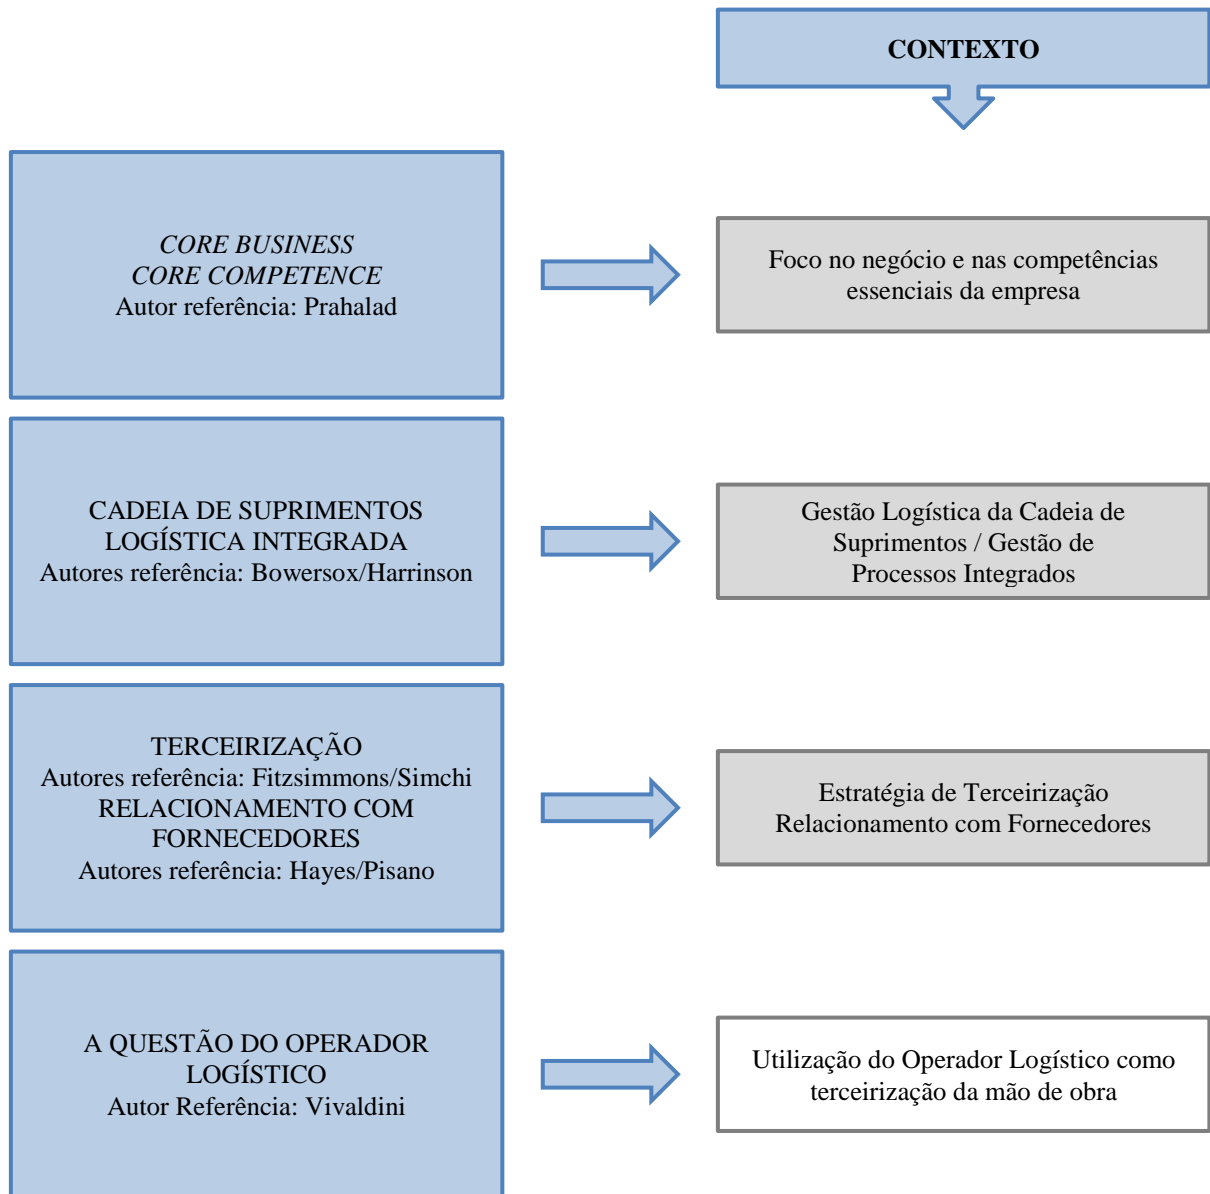 CONTEXTO
CORE BUSINESS
CORE COMPETENCE
Autor referência: Prahalad
Foco no negócio e nas competências
essenciais da empresa
CADEIA DE SUPRIMENTOS
LOGÍSTICA INTEGRADA
Autores referência: Bowersox/Harrinson
Gestão Logística da Cadeia de
Suprimentos / Gestão de
Processos Integrados
TERCEIRIZAÇÃO
Autores referência: Fitzsimmons/Simchi
RELACIONAMENTO COM
FORNECEDORES
Autores referência: Hayes/Pisano
Estratégia de Terceirização
Relacionamento com Fornecedores
A QUESTÃO DO OPERADOR
LOGÍSTICO
Autor Referência: Vivaldini
Utilização do Operador Logístico como
terceirização da mão de obra